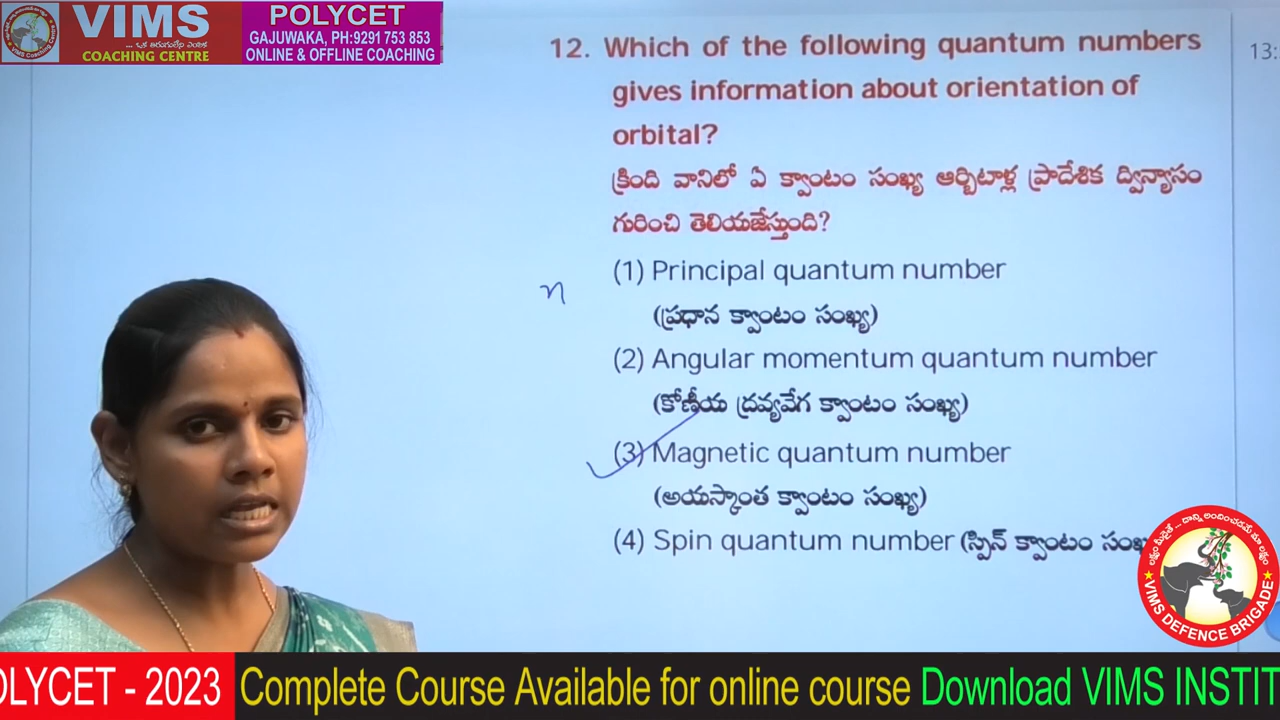 VIMS
... ఒక తిరుగులేని ఎంపిక
COACHING CENTRE
POLYCET
GAJUWAKA, PH:9291 753 853
ONLINE & OFFLINE COACHING
12. Which of the following quantum numbers
gives information about orientation of
orbital?
క్రింది వానిలో ఏ క్వాంటం సంఖ్య ఆర్బిటాళ్ల ప్రాదేశిక ద్విన్యాసం
గురించి తెలియజేస్తుంది?
(1) Principal quantum number
n
(ప్రధాన క్వాంటం సంఖ్య)
(2) Angular momentum quantum number
(కోణీయ ద్రవ్యవేగ క్వాంటం సంఖ్య)
(3) Magnetic quantum number
(అయస్కాంత క్వాంటం సంఖ్య)
(4) Spin quantum number (స్పిన్ క్వాంటం సంఖ
13:
VIMS DEFENCE BRIGADE
OLYCET - 2023 Complete Course Available for online course Download VIMS INSTIT